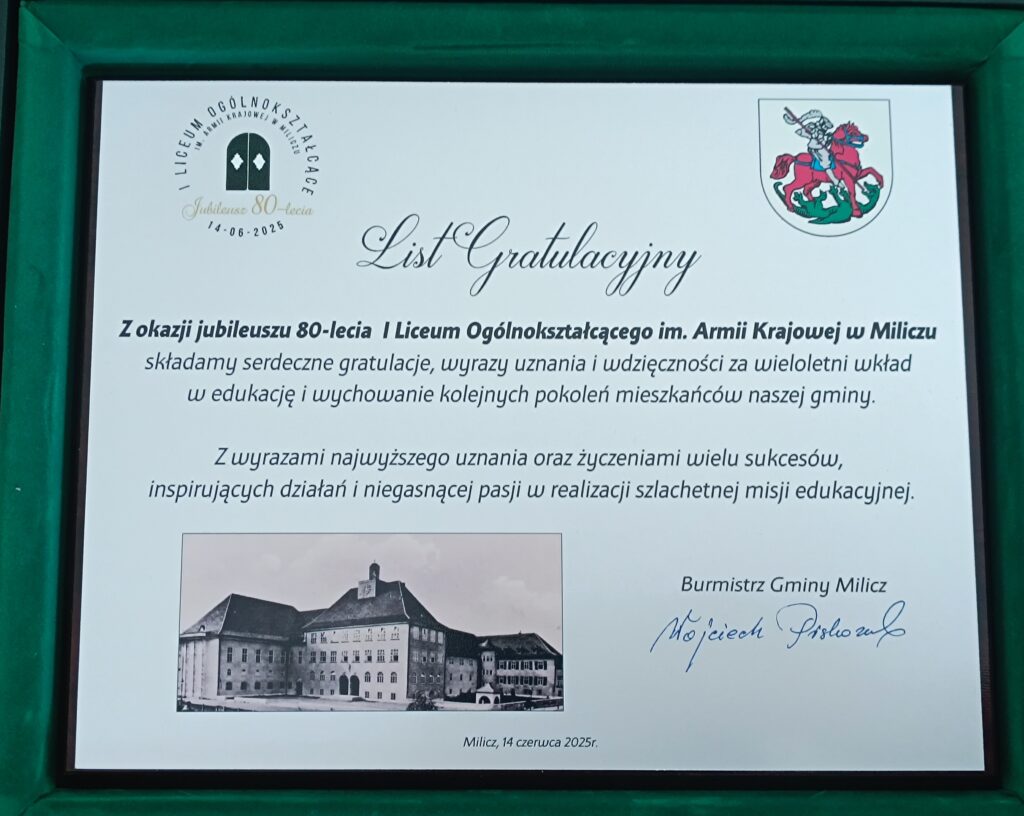 I LICEUM OGÓLNOKSZTAŁCĄCE
IM. ARMII KRAJOWEJ W MILICZU
Jubileusz 80-lecia
14-06-2025
List Gratulacyjny
Z okazji jubileuszu 80-lecia I Liceum Ogólnokształcącego im. Armii Krajowej w Miliczu
składamy serdeczne gratulacje, wyrazy uznania i wdzięczności za wieloletni wkład
w edukację i wychowanie kolejnych pokoleń mieszkańców naszej gminy.
Z wyrazami najwyższego uznania oraz życzeniami wielu sukcesów,
inspirujących działań i niegasnącej pasji w realizacji szlachetnej misji edukacyjnej.
Burmistrz Gminy Milicz
Wojciech
Milicz, 14 czerwca 2025r.